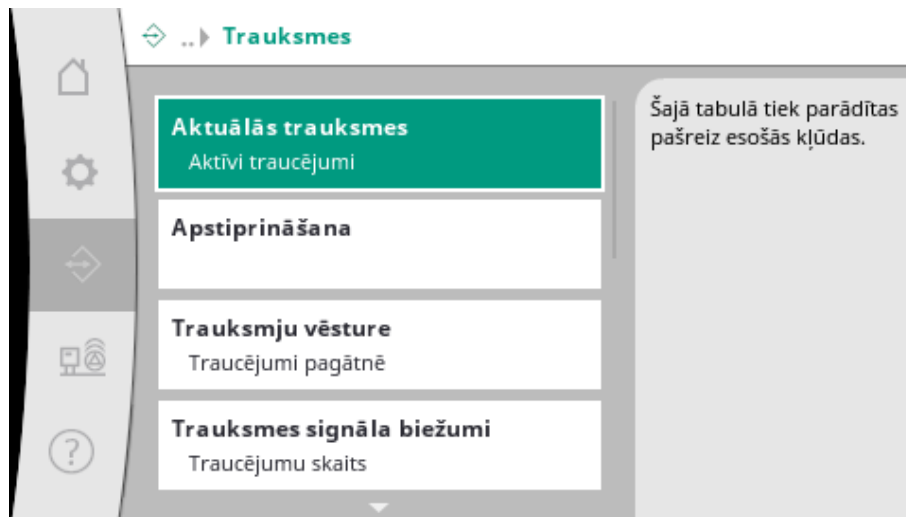 ..▶ Trauksmes
Aktuālās trauksmes
Aktīvi traucējumi
Apstiprināšana
Trauksmju vēsture
Traucējumi pagātnē
Trauksmes signāla biežumi
Traucējumu skaits
Šajā tabulā tiek parādītas
pašreiz esošās kļūdas.
?